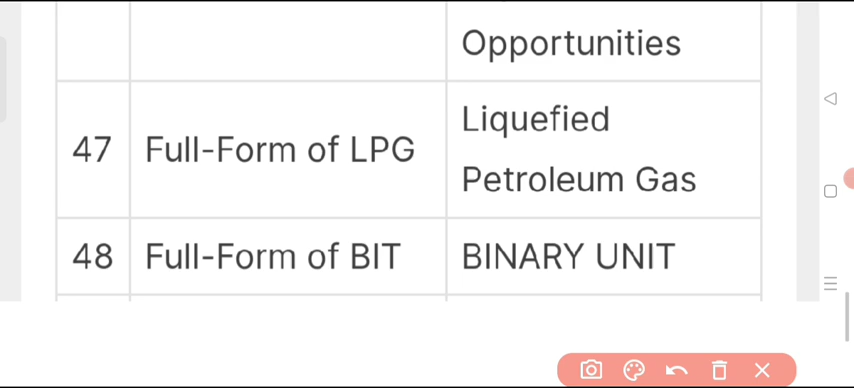 Opportunities
47 Full-Form of LPG Liquefied
Petroleum Gas
48 Full-Form of BIT BINARY UNIT